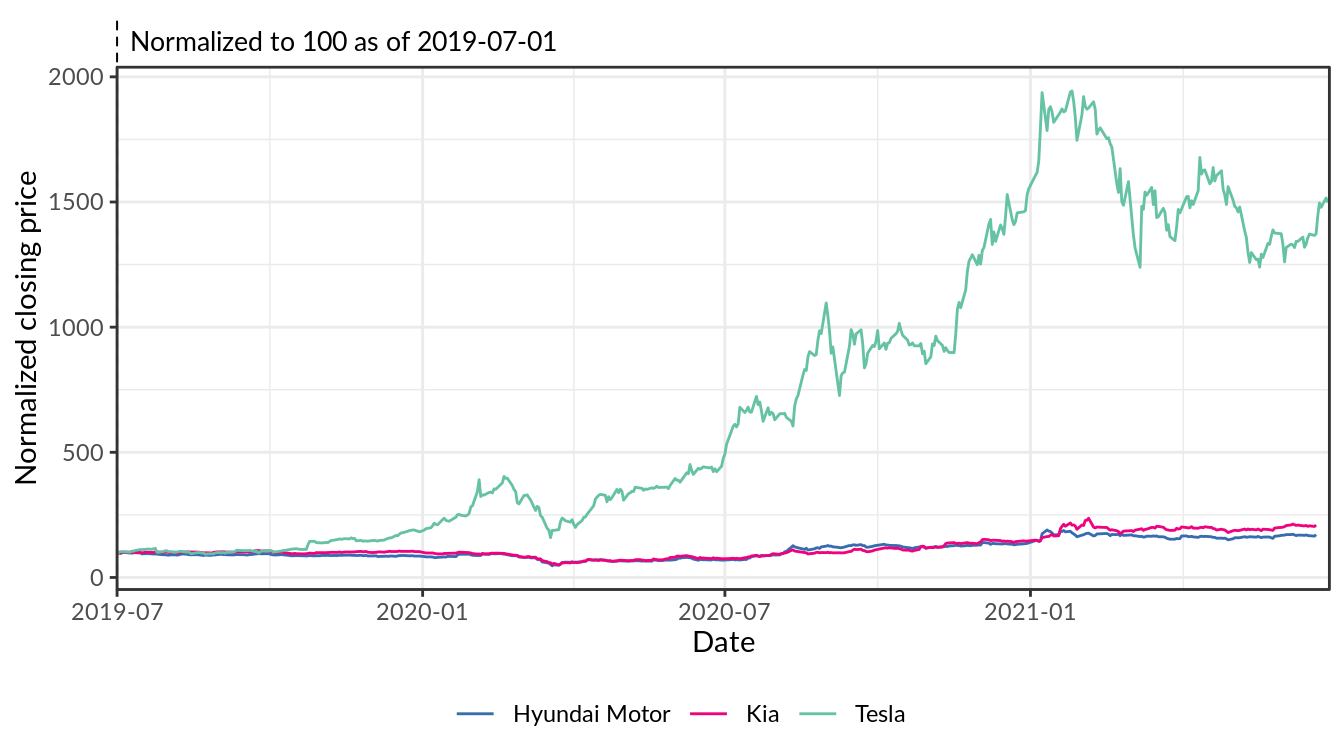 Normalized to 100 as of 2019-07-01
Normalized closing price
2000
1500
1000
500
0
2019-07 2020-01 2020-07 2021-01
Date
Hyundai Motor Kia Tesla